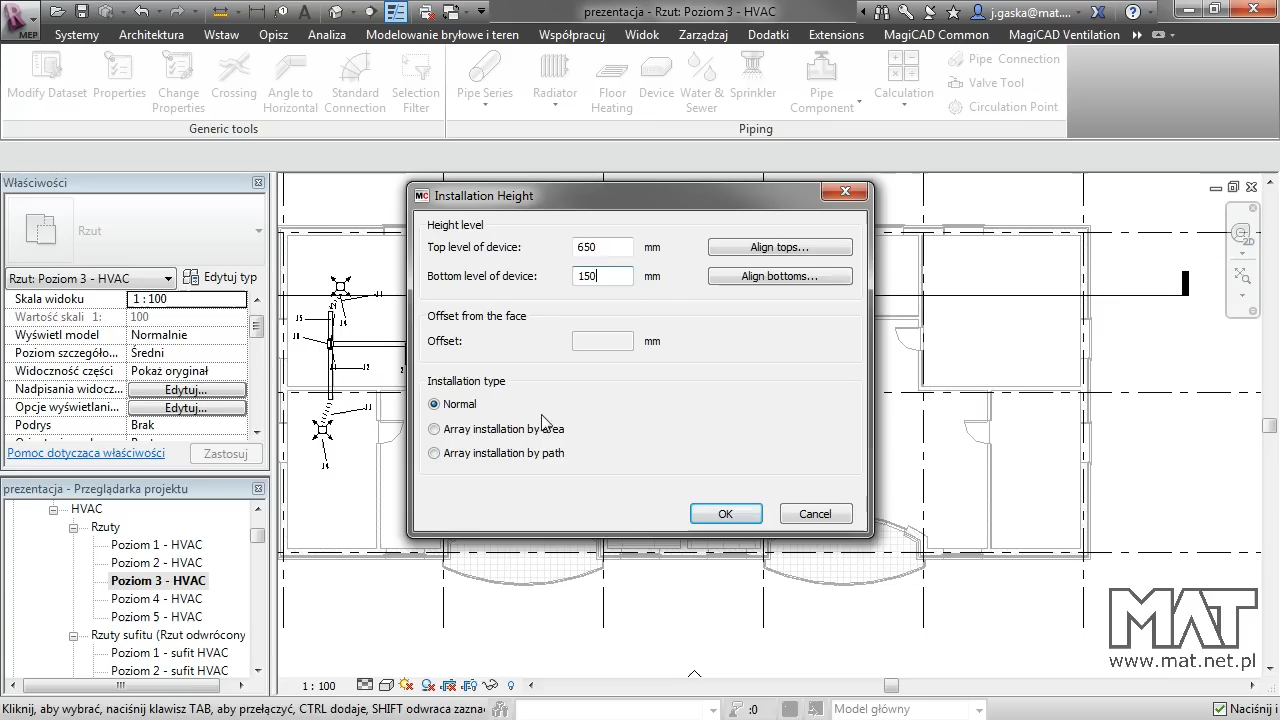 prezentacja - Rzut: Poziom 3 - HVAC
j.gaska@mat....
MEP
Systemy
Architektura
Wstaw
Opisz
Analiza
Modelowanie bryłowe i teren
Współpracuj
Widok
Zarządzaj
Dodatki
Extensions
MagiCAD Common
MagiCAD Ventilation
Modify Dataset
Properties
Change Properties
Crossing
Bend Horizontal
Standard Connection
Selection Filter
Pipe Series
Radiator
Floor Heating
Device
Water & Sewer
Sprinkler
Pipe Component
Calculation
Pipe Connection
Valve Tool
Circulation Point
Generic tools
Piping
Właściwości
Rzut
Rzut: Poziom 3 - HVAC
Edytuj typ
Skala widoku 1 : 100
Wartość skali 1: 100
Wyświetl model Normalnie
Poziom szczegóło... Średni
Widoczność części Pokaż oryginał
Nadpisania widocz... Edytuj...
Opcje wyświetlani... Edytuj...
Podrys Brak
Pomoc dotycząca właściwości
Zastosuj
prezentacja - Przeglądarka projektu
HVAC
Rzuty
Poziom 1 - HVAC
Poziom 2 - HVAC
Poziom 3 - HVAC
Poziom 4 - HVAC
Poziom 5 - HVAC
Rzuty sufitu (Rzut odwrócony
Poziom 1 - sufit HVAC
Poziom 2 - sufit HVAC
MC Installation Height
Height level
Top level of device: 650 mm Align tops...
Bottom level of device: 150 mm Align bottoms...
Offset from the face
Offset: mm
Installation type
Normal
Array installation by area
Array installation by path
OK
Cancel
2D
MAT
www.mat.net.pl
1 : 100
Kliknij, aby wybrać, naciśnij klawisz TAB, aby przełączyć, CTRL dodaje, SHIFT odwraca zaznac
:0
Model główny
Naciśnij i